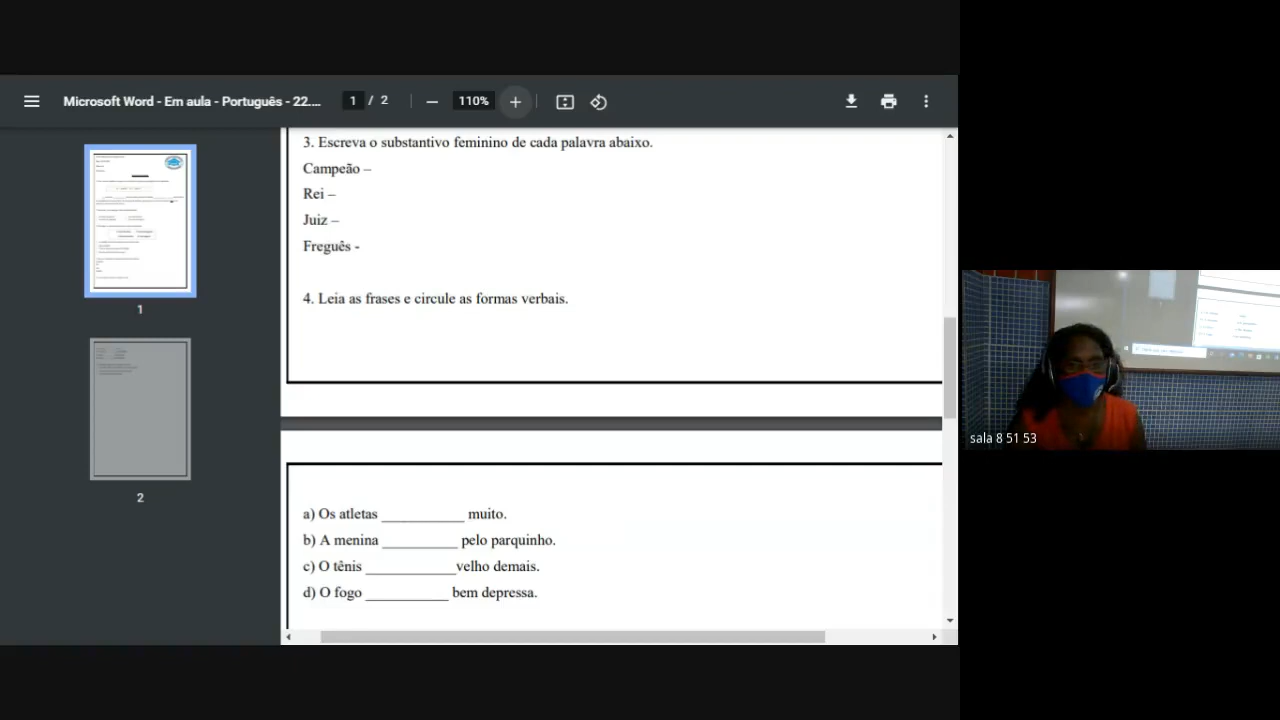 Microsoft Word - Em aula - Português - 22....
1 / 2
110%
3. Escreva o substantivo feminino de cada palavra abaixo.
Campeão –
Rei –
Juiz –
Freguês -
4. Leia as frases e circule as formas verbais.
1
2
a) Os atletas ___________ muito.
b) A menina __________ pelo parquinho.
c) O tênis ____________velho demais.
d) O fogo ___________ bem depressa.
sala 8 51 53